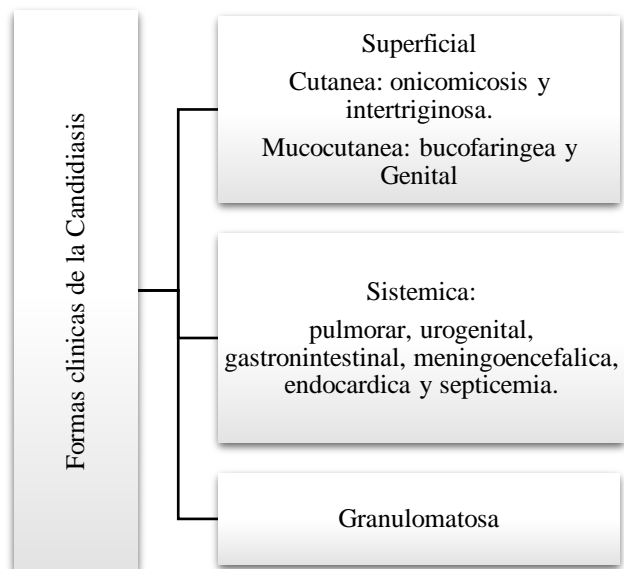 Formas clinicas de la Candidiasis
Superficial
Cutanea: onicomicosis y
intertriginosa.
Mucocutanea: bucofaringea y
Genital
Sistemica:
pulmorar, urogenital,
gastronintestinal, meningoencefalica,
endocardica y septicemia.
Granulomatosa